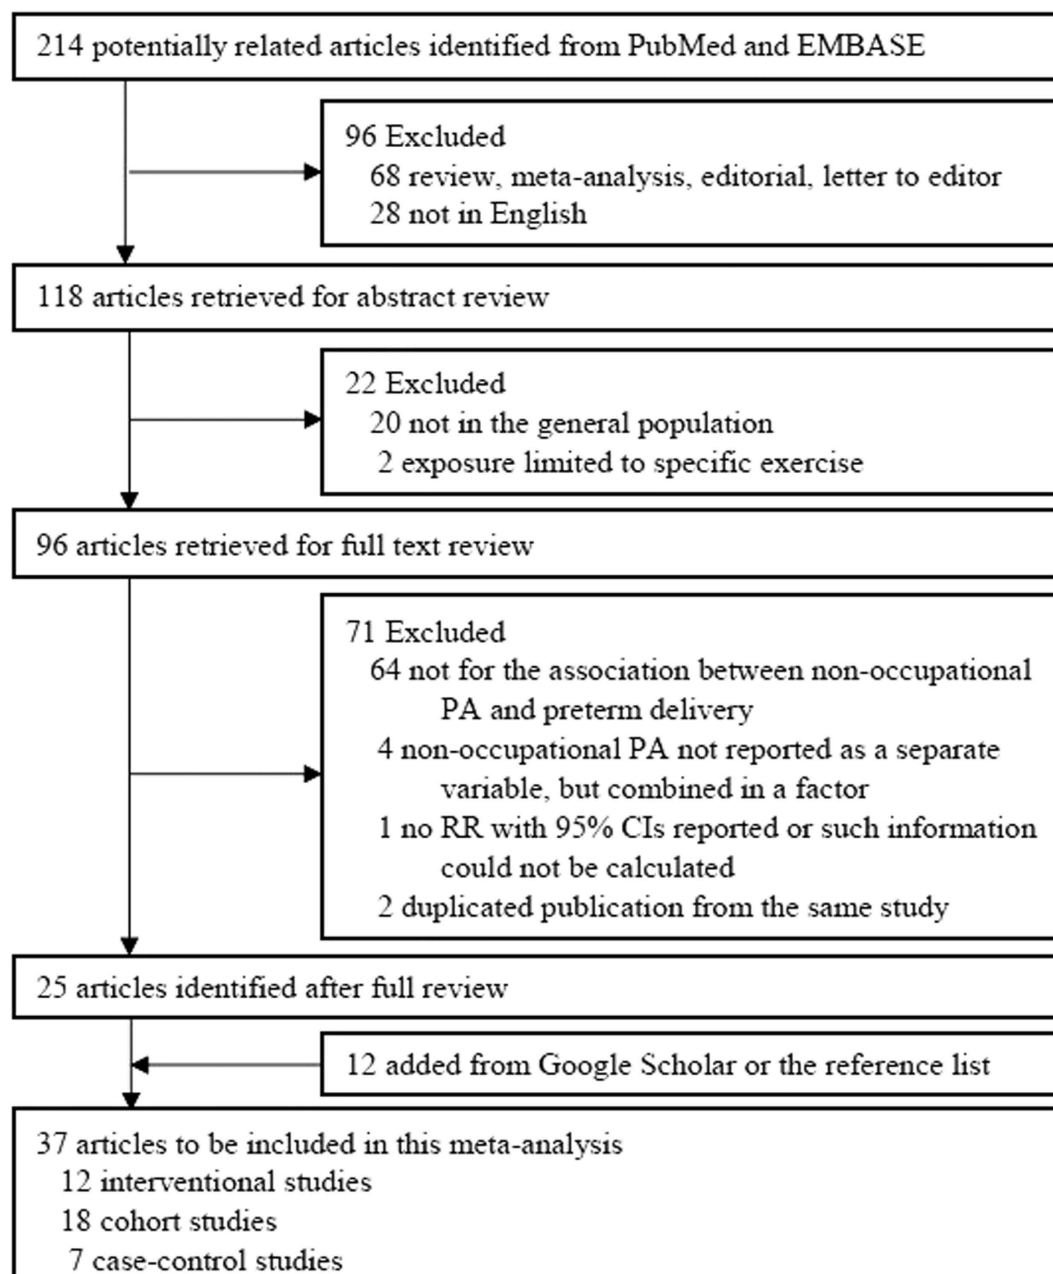 214 potentially related articles identified from PubMed and EMBASE
96 Excluded
68 review, meta-analysis, editorial, letter to editor
28 not in English
118 articles retrieved for abstract review
22 Excluded
20 not in the general population
2 exposure limited to specific exercise
96 articles retrieved for full text review
71 Excluded
64 not for the association between non-occupational
PA and preterm delivery
4 non-occupational PA not reported as a separate
variable, but combined in a factor
1 no RR with 95% CIs reported or such information
could not be calculated
2 duplicated publication from the same study
25 articles identified after full review
12 added from Google Scholar or the reference list
37 articles to be included in this meta-analysis
12 interventional studies
18 cohort studies
7 case-control studies